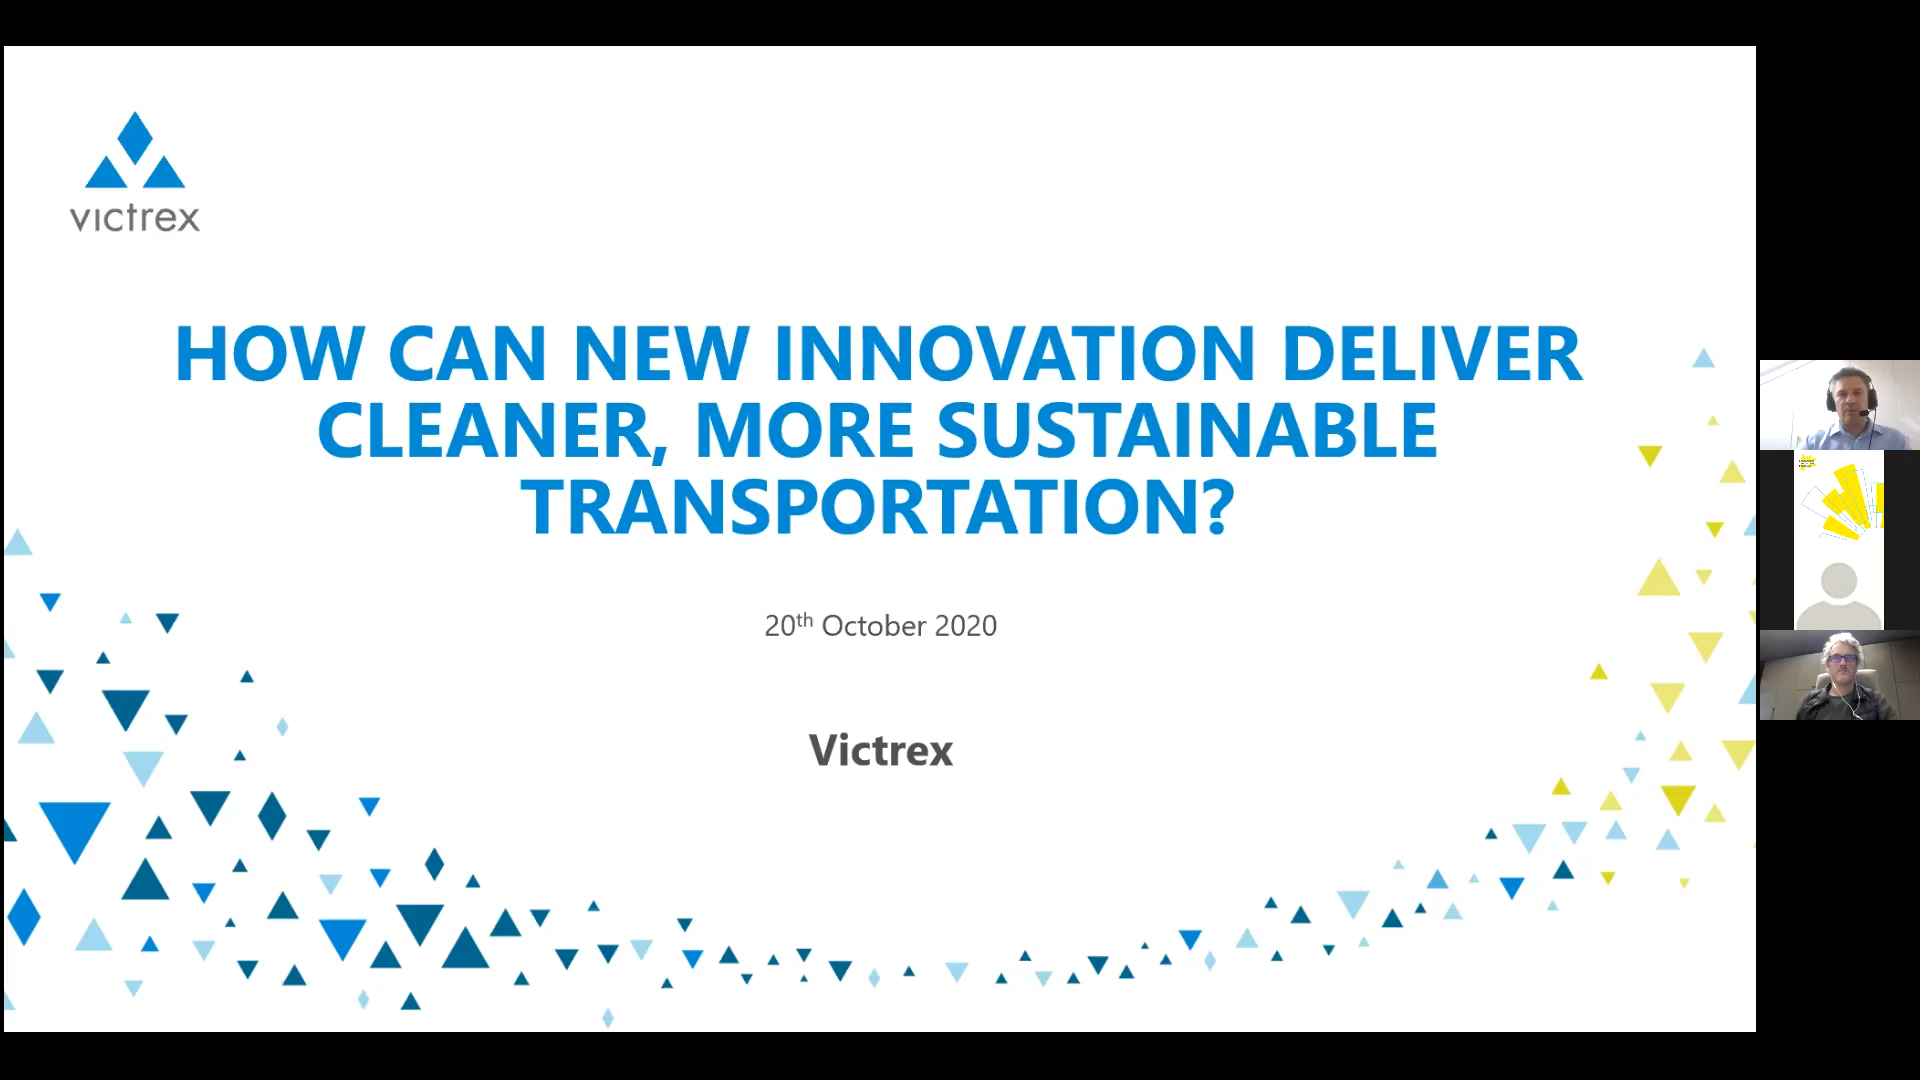 victrex
HOW CAN NEW INNOVATION DELIVER
CLEANER, MORE SUSTAINABLE
TRANSPORTATION?
20th October 2020
Victrex